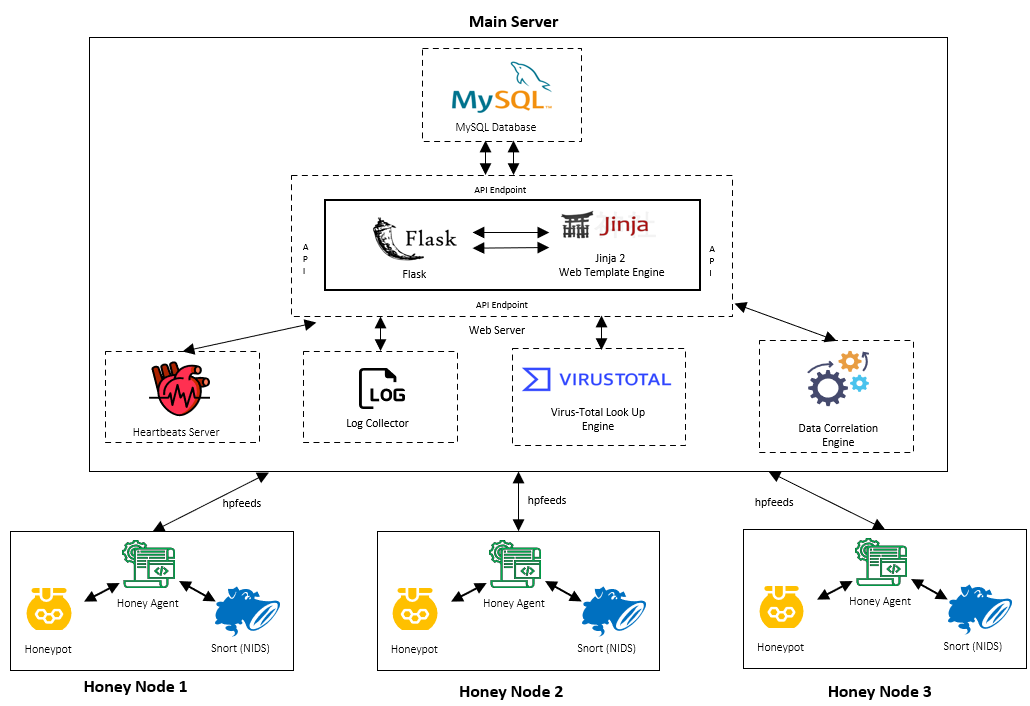 Main Server
MySQL™
MySQL Database
API Endpoint
Flask
Jinja
A
P
I
A
P
I
Flask
Jinja 2
Web Template Engine
API Endpoint
Web Server
LOG
VIRUSTOTAL
Heartbeats Server
Log Collector
Virus-Total Look Up
Engine
Data Correlation
Engine
hpfeeds
hpfeeds
hpfeeds
Honey Agent
Honeypot
Snort (NIDS)
Honey Node 1
Honey Agent
Honeypot
Snort (NIDS)
Honey Node 2
Honey Agent
Honeypot
Snort (NIDS)
Honey Node 3